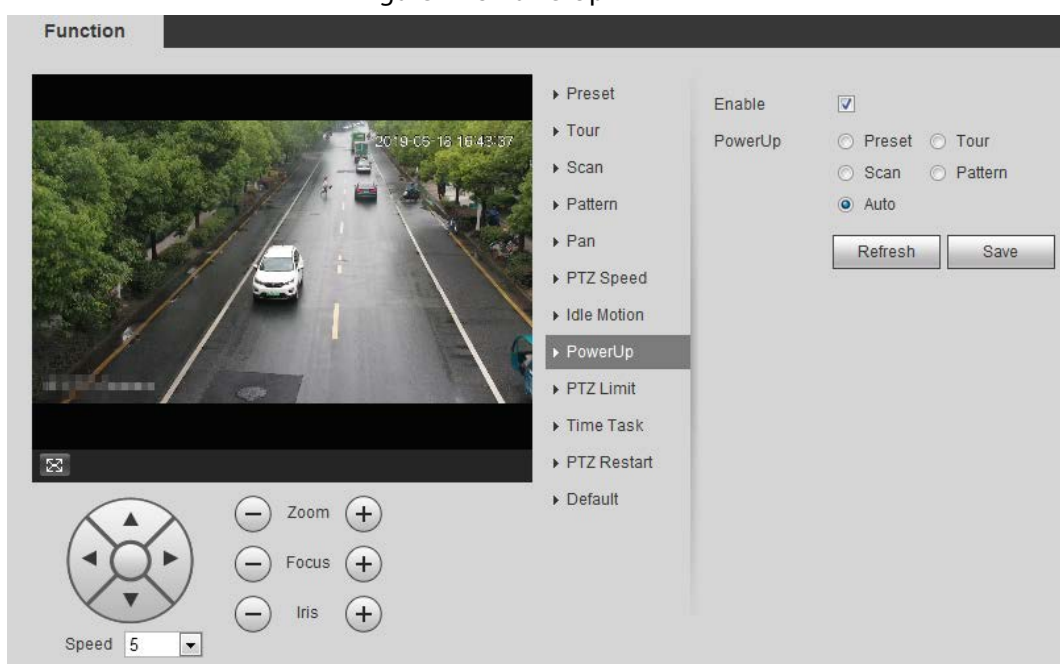 Function
2019-05-18 16:43:37
Preset
Tour
Scan
Pattern
Pan
PTZ Speed
Idle Motion
PowerUp
PTZ Limit
Time Task
PTZ Restart
Default
Enable
PowerUp Preset Tour
Scan Pattern
Auto
Refresh Save
Zoom
Focus
Iris
Speed 5